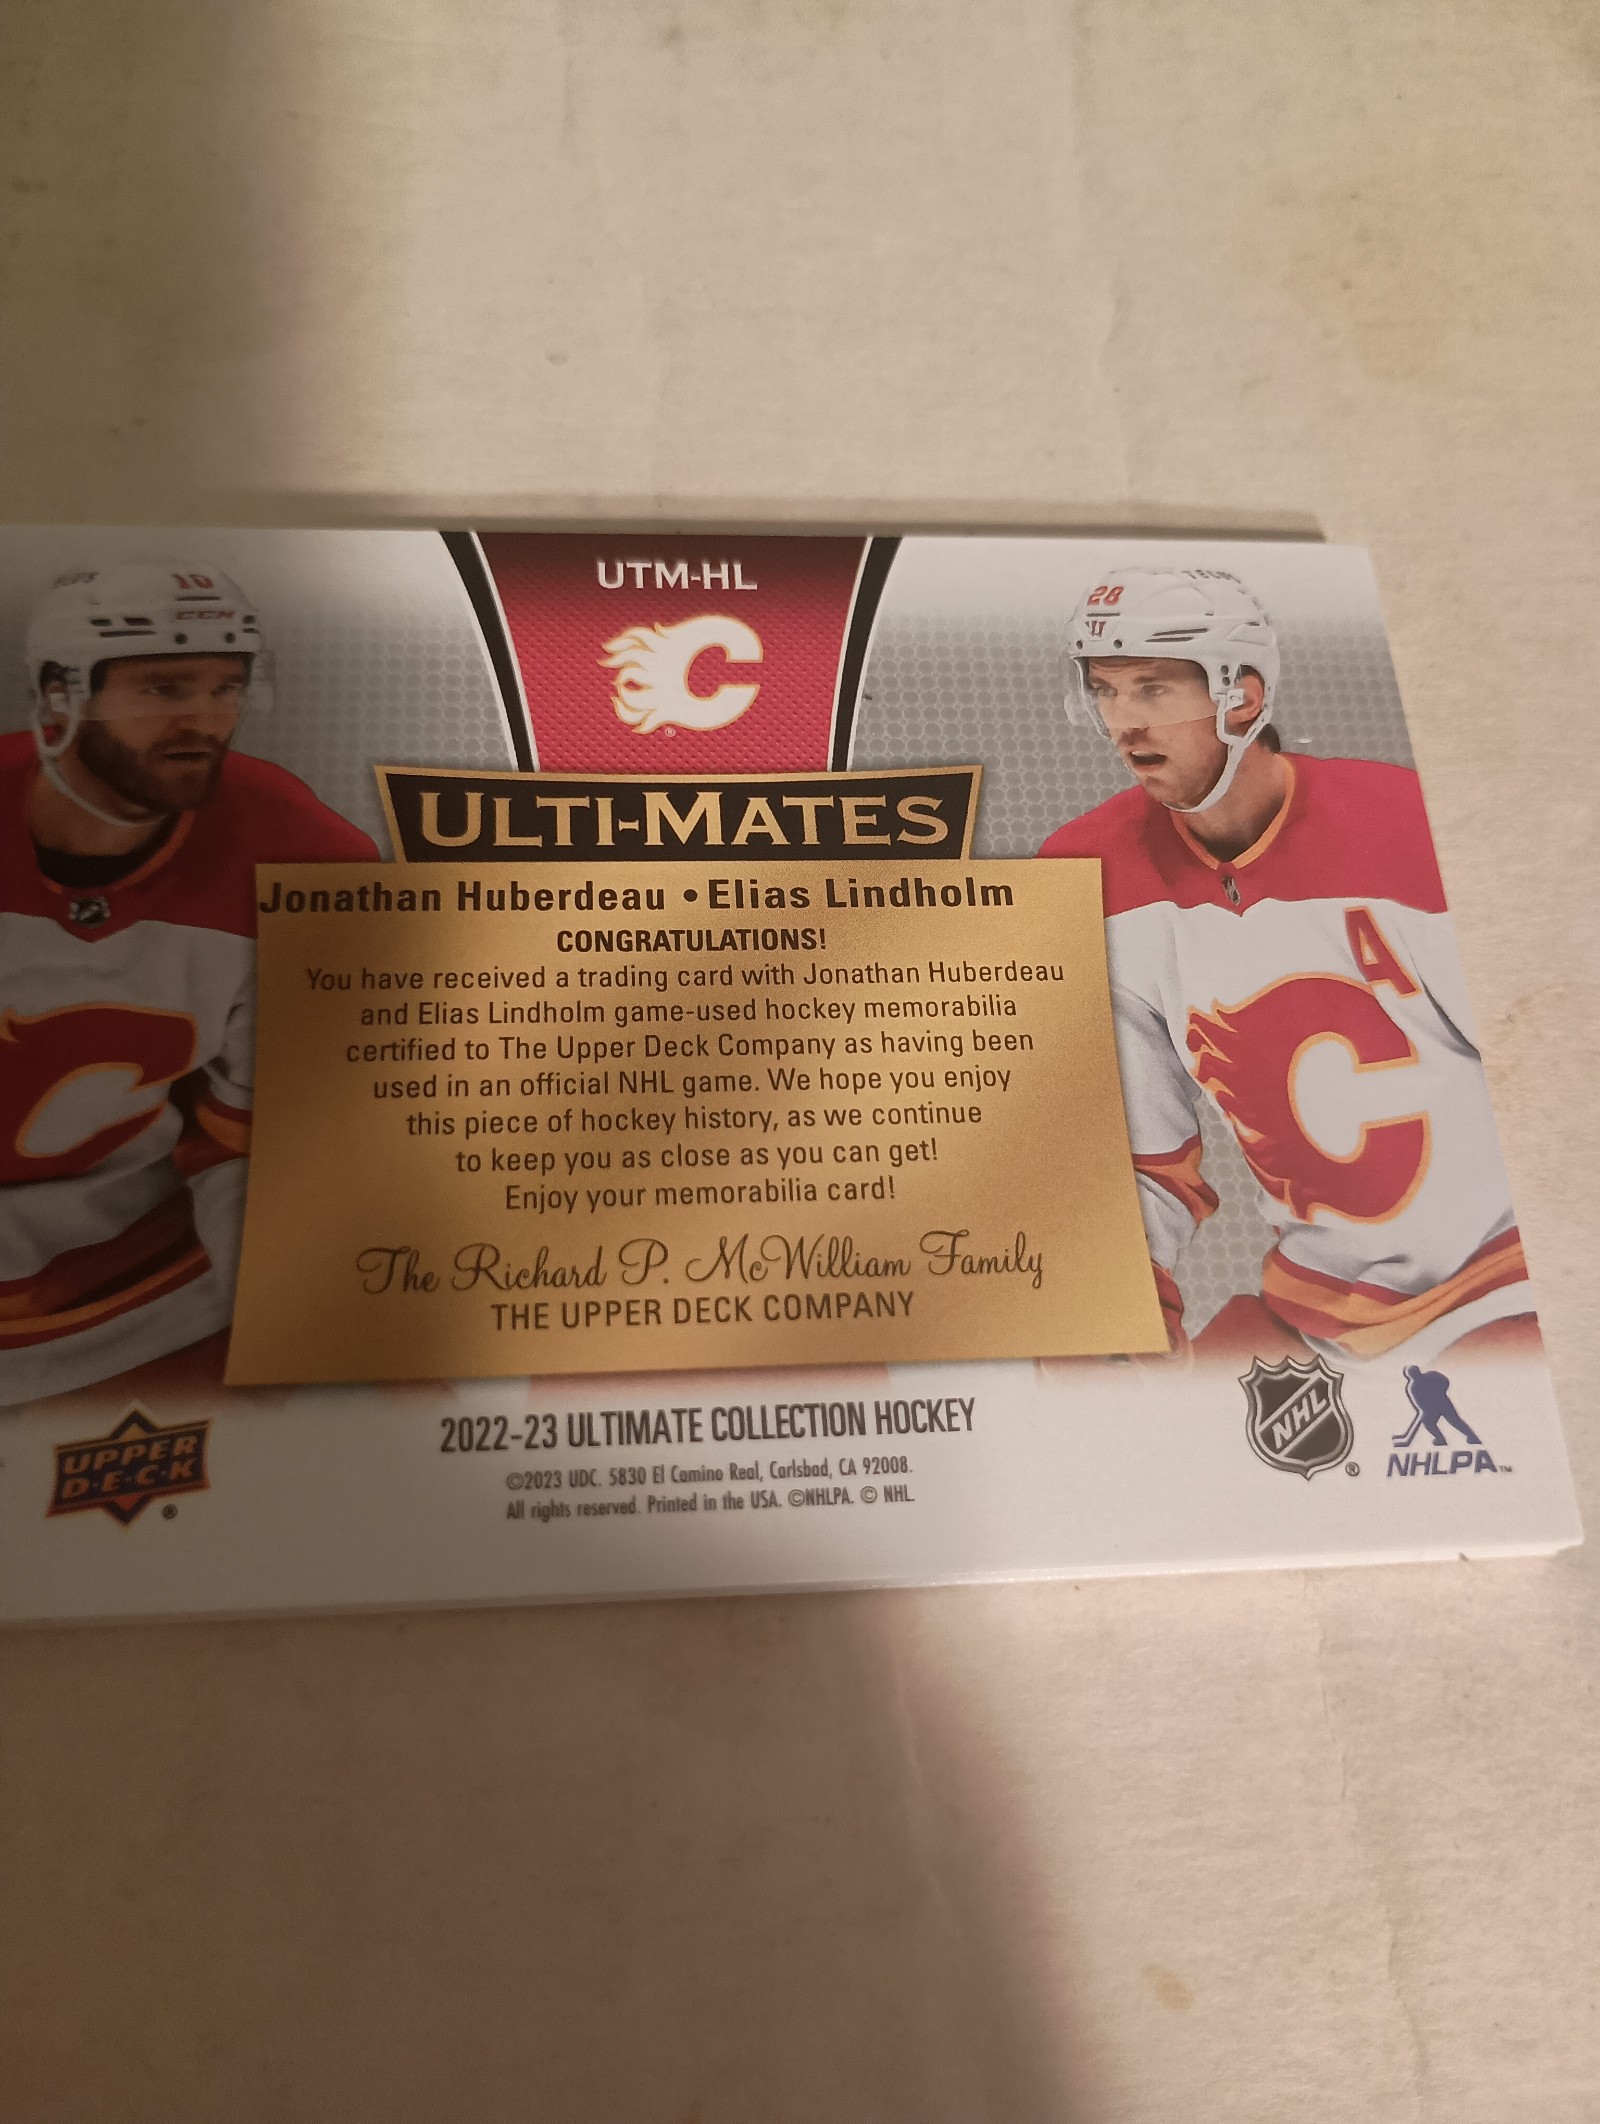 UTM-HL
10
CCM
28
TELUS
C
ULTI-MATES
Jonathan Huberdeau • Elias Lindholm
CONGRATULATIONS!
You have received a trading card with Jonathan Huberdeau
and Elias Lindholm game-used hockey memorabilia
certified to The Upper Deck Company as having been
used in an official NHL game. We hope you enjoy
this piece of hockey history, as we continue
to keep you as close as you can get!
Enjoy your memorabilia card!
The Richard P. McWilliam Family
THE UPPER DECK COMPANY
A
C
C
UPPER
D·E·C·K
®
2022-23 ULTIMATE COLLECTION HOCKEY
©2023 UDC. 5830 El Camino Real, Carlsbad, CA 92008.
All rights reserved. Printed in the USA. ©NHLPA. © NHL
NHL
®
NHLPA™